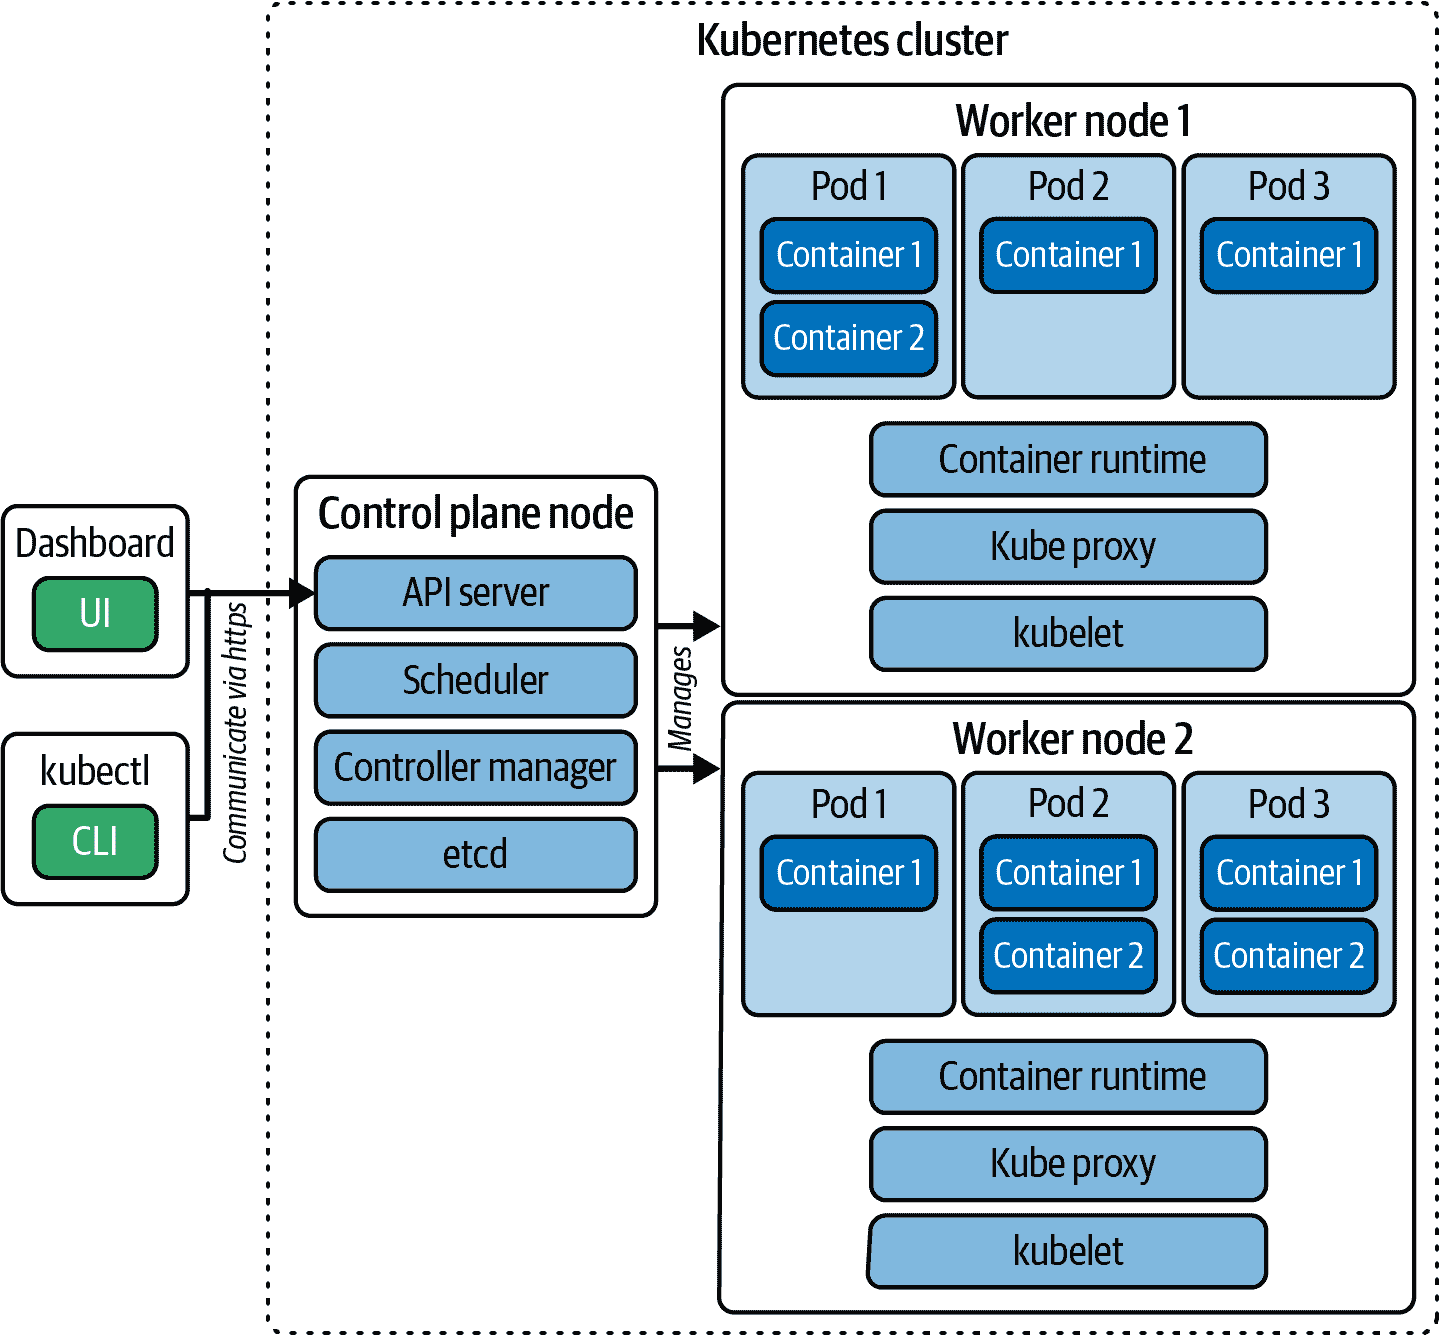 Kubernetes cluster
Dashboard
UI
kubectl
CLI
Communicate via https
Control plane node
API server
Scheduler
Controller manager
etcd
Manages
Worker node 1
Pod 1
Container 1
Container 2
Pod 2
Container 1
Pod 3
Container 1
Container runtime
Kube proxy
kubelet
Worker node 2
Pod 1
Container 1
Pod 2
Container 1
Container 2
Pod 3
Container 1
Container 2
Container runtime
Kube proxy
kubelet